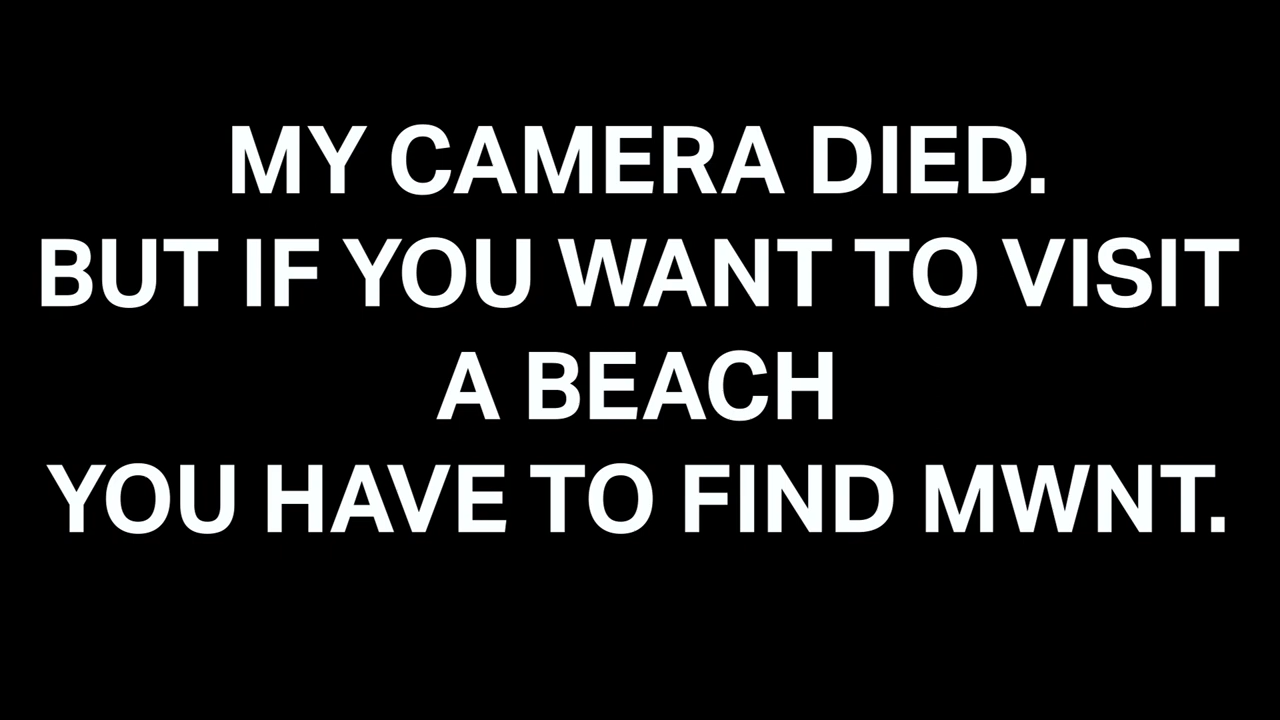 MY CAMERA DIED.
BUT IF YOU WANT TO VISIT
A BEACH
YOU HAVE TO FIND MWNT.